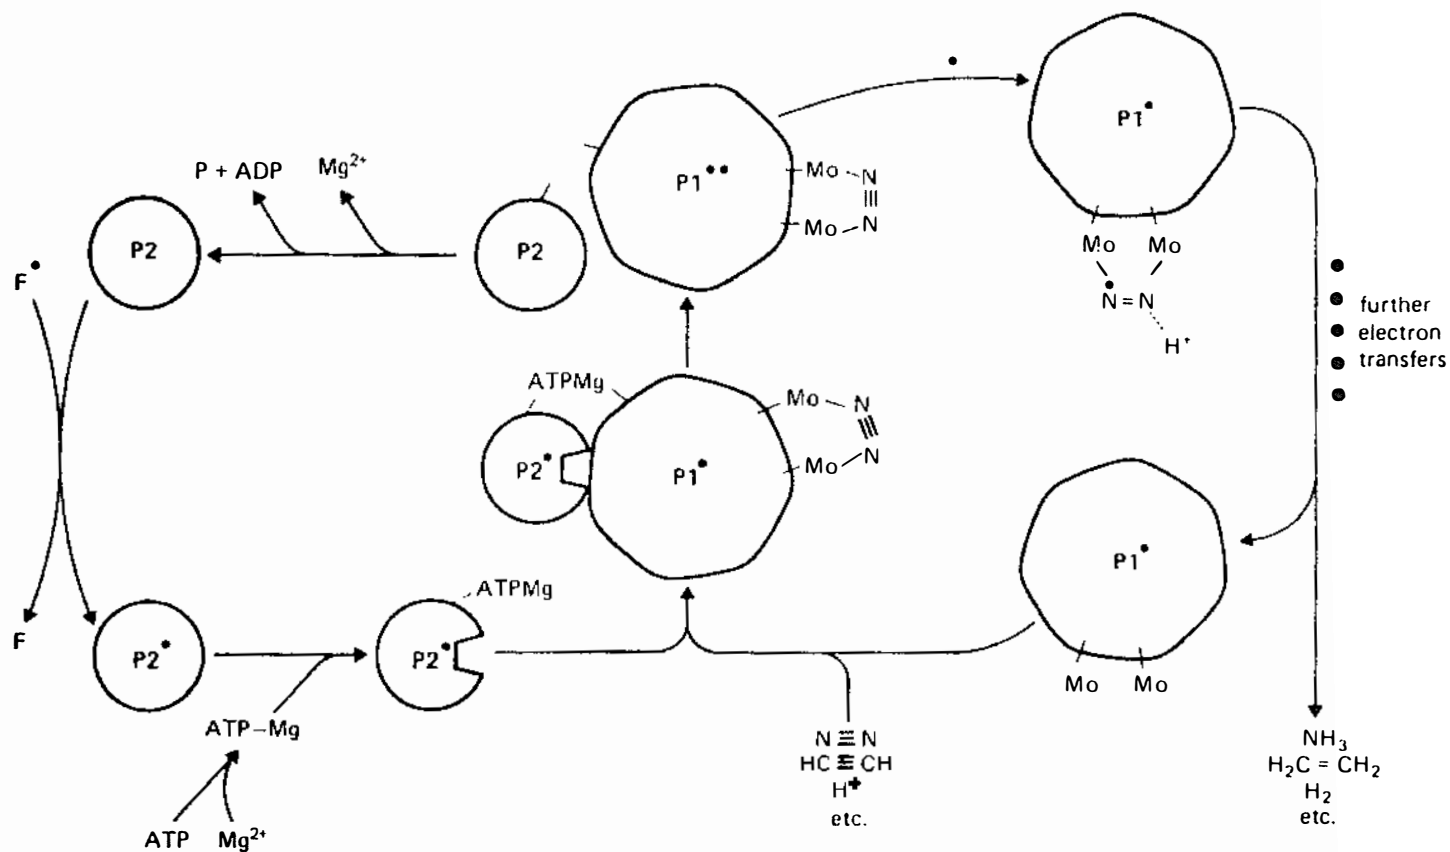 P1•
P1••
Mo N
|||
Mo N
P + ADP Mg²⁺
P2
P2
F•
Mo Mo
•N = N
H⁺
further
electron
transfers
ATPMg
P2•
P1•
Mo N
|||
Mo N
P1•
Mo Mo
ATPMg
F
P2•
P2•
ATP–Mg
ATP Mg²⁺
N ≡ N
HC ≡ CH
H⁺
etc.
NH₃
H₂C = CH₂
H₂
etc.